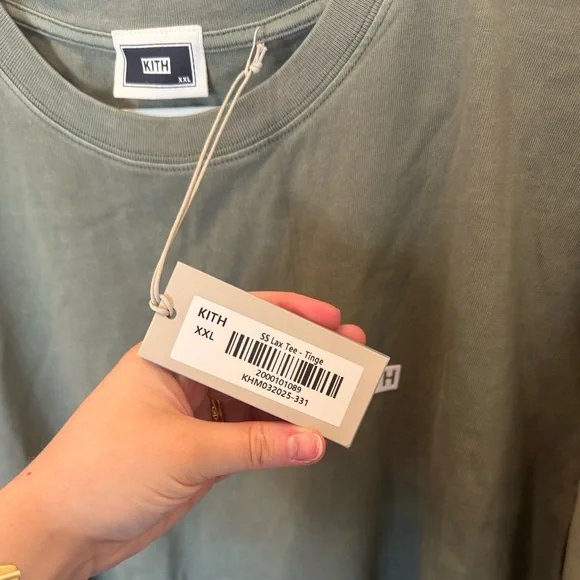 KITH
XXL
KITH
XXL
SS Lax Tee - Tinge
2000101089
KHM032025-331
H